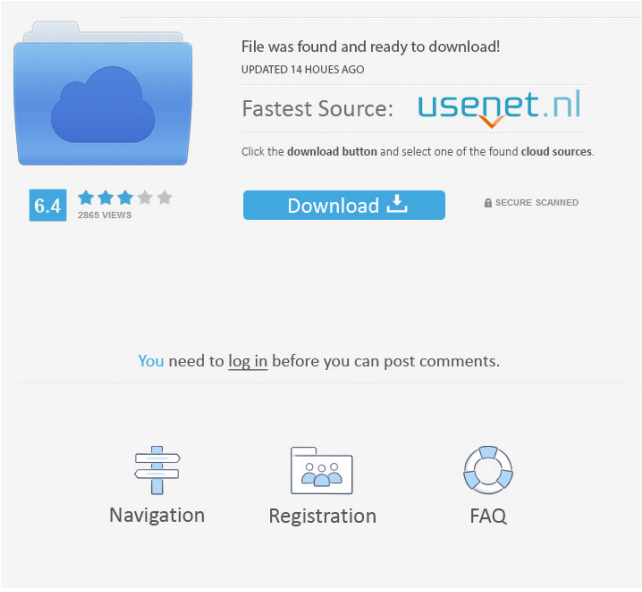 File was found and ready to download!
UPDATED 14 HOUES AGO
Fastest Source: usenet.nl
Click the download button and select one of the found cloud sources.
6.4
2865 VIEWS
Download
SECURE SCANNED
You need to log in before you can post comments.
Navigation
Registration
FAQ